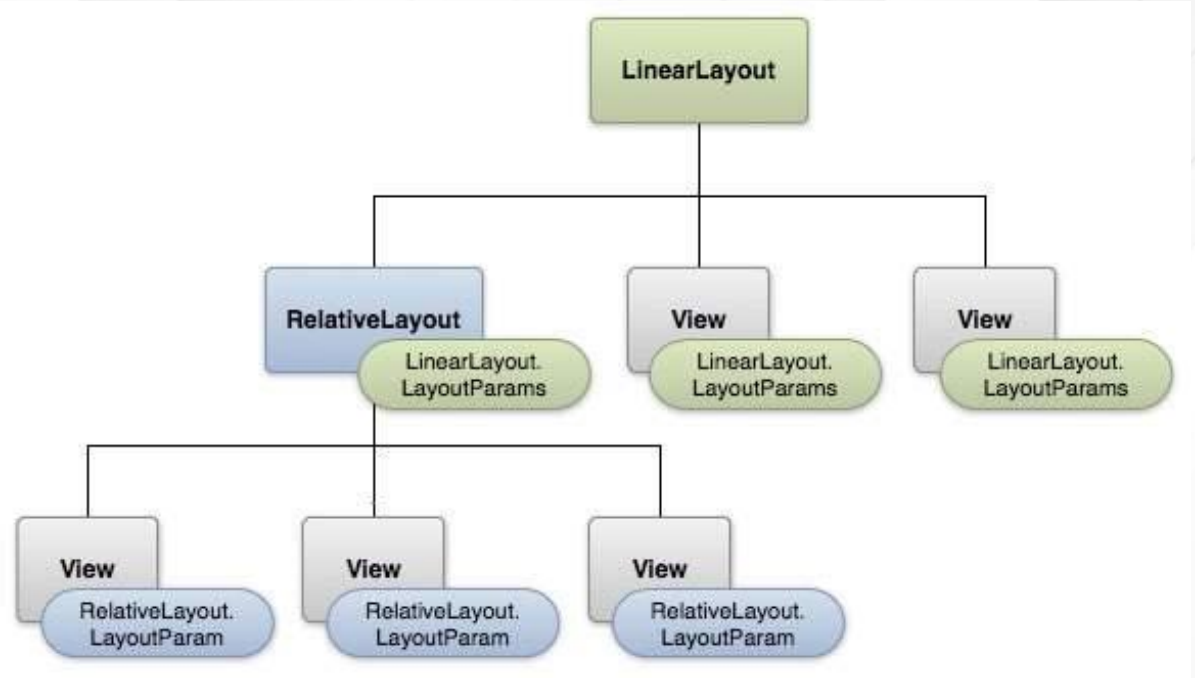 LinearLayout
RelativeLayout
LinearLayout.
LayoutParams
View
LinearLayout.
LayoutParams
View
LinearLayout.
LayoutParams
View
RelativeLayout.
LayoutParam
View
RelativeLayout.
LayoutParam
View
RelativeLayout.
LayoutParam